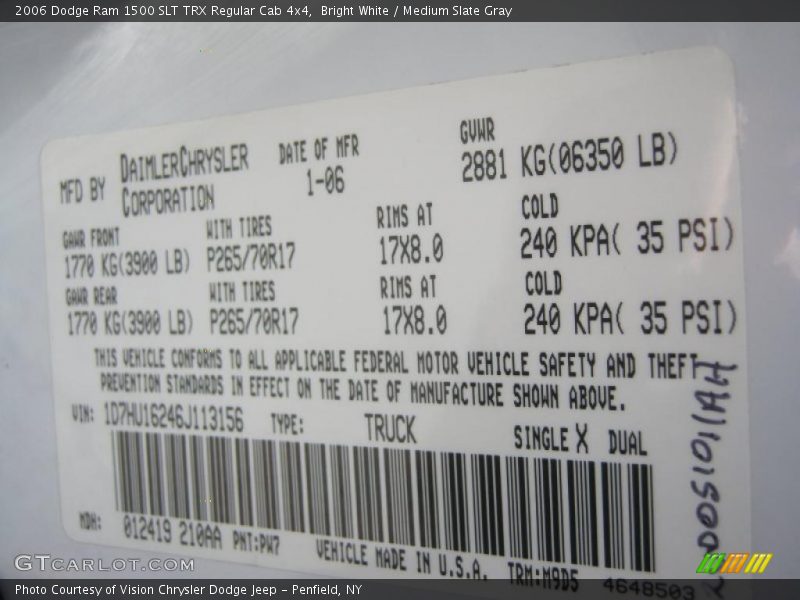 2006 Dodge Ram 1500 SLT TRX Regular Cab 4x4,  Bright White / Medium Slate Gray
MFD BY DAIMLERCHRYSLER CORPORATION
DATE OF MFR 1-06
GVWR 2881 KG(06350 LB)
GAWR FRONT WITH TIRES RIMS AT COLD
1770 KG(3900 LB) P265/70R17 17X8.0 240 KPA( 35 PSI)
GAWR REAR WITH TIRES RIMS AT COLD
1770 KG(3900 LB) P265/70R17 17X8.0 240 KPA( 35 PSI)
THIS VEHICLE CONFORMS TO ALL APPLICABLE FEDERAL MOTOR VEHICLE SAFETY AND THEFT
PREVENTION STANDARDS IN EFFECT ON THE DATE OF MANUFACTURE SHOWN ABOVE.
VIN: 1D7HU16246J113156 TYPE: TRUCK SINGLE X DUAL
MDH: 012419 210AA PNT:PW7 VEHICLE MADE IN U.S.A. TRM:M9D5 4648503
GTCARLOT.COM
Photo Courtesy of Vision Chrysler Dodge Jeep - Penfield, NY